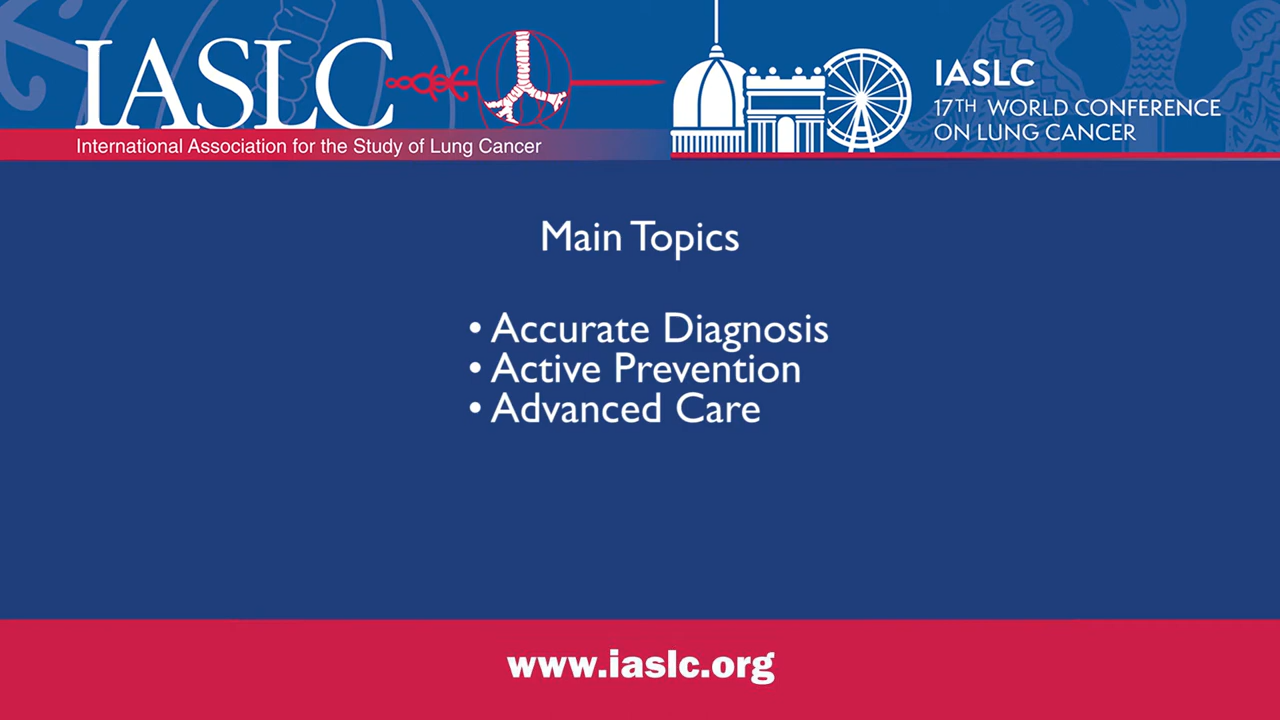 IASLC
International Association for the Study of Lung Cancer
IASLC
17TH WORLD CONFERENCE
ON LUNG CANCER
Main Topics
• Accurate Diagnosis
• Active Prevention
• Advanced Care
www.iaslc.org